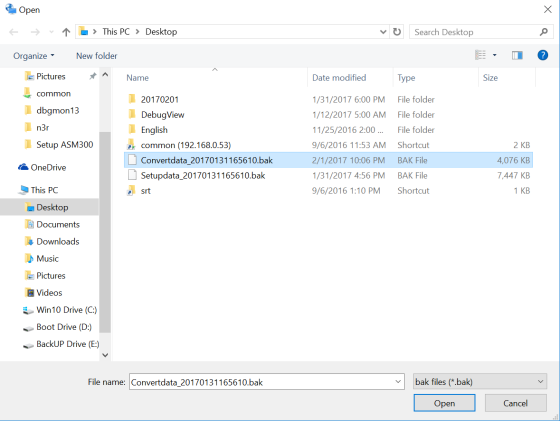 Open
This PC > Desktop
Search Desktop
Organize
New folder
Name Date modified Type Size
Pictures
common
dbgmon13
n3r
Setup ASM300
OneDrive
This PC
Desktop
Documents
Downloads
Music
Pictures
Videos
Win10 Drive (C:)
Boot Drive (D:)
BackUP Drive (E:)
20170201 1/31/2017 6:00 PM File folder
DebugView 1/12/2017 5:00 AM File folder
English 11/25/2016 2:00 ... File folder
common (192.168.0.53) 9/6/2016 11:53 AM Shortcut 2 KB
Convertdata_20170131165610.bak 2/1/2017 10:06 PM BAK File 4,076 KB
Setupdata_20170131165610.bak 1/31/2017 4:56 PM BAK File 7,447 KB
srt 9/6/2016 1:10 PM Shortcut 1 KB
File name: Convertdata_20170131165610.bak
bak files (*.bak)
Open
Cancel